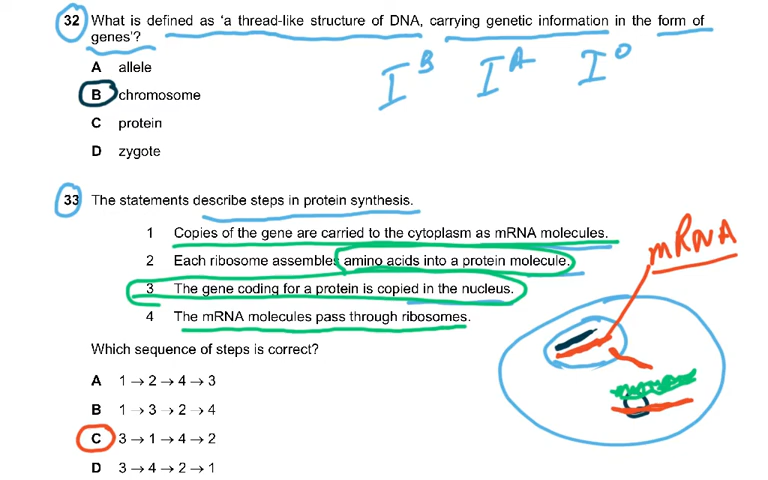 32 What is defined as ‘a thread-like structure of DNA, carrying genetic information in the form of
genes’?
I^B I^A I^O
A allele
B chromosome
C protein
D zygote
33 The statements describe steps in protein synthesis.
1 Copies of the gene are carried to the cytoplasm as mRNA molecules.
2 Each ribosome assembles amino acids into a protein molecule.
3 The gene coding for a protein is copied in the nucleus.
4 The mRNA molecules pass through ribosomes.
mRNA
Which sequence of steps is correct?
A 1 → 2 → 4 → 3
B 1 → 3 → 2 → 4
C 3 → 1 → 4 → 2
D 3 → 4 → 2 → 1